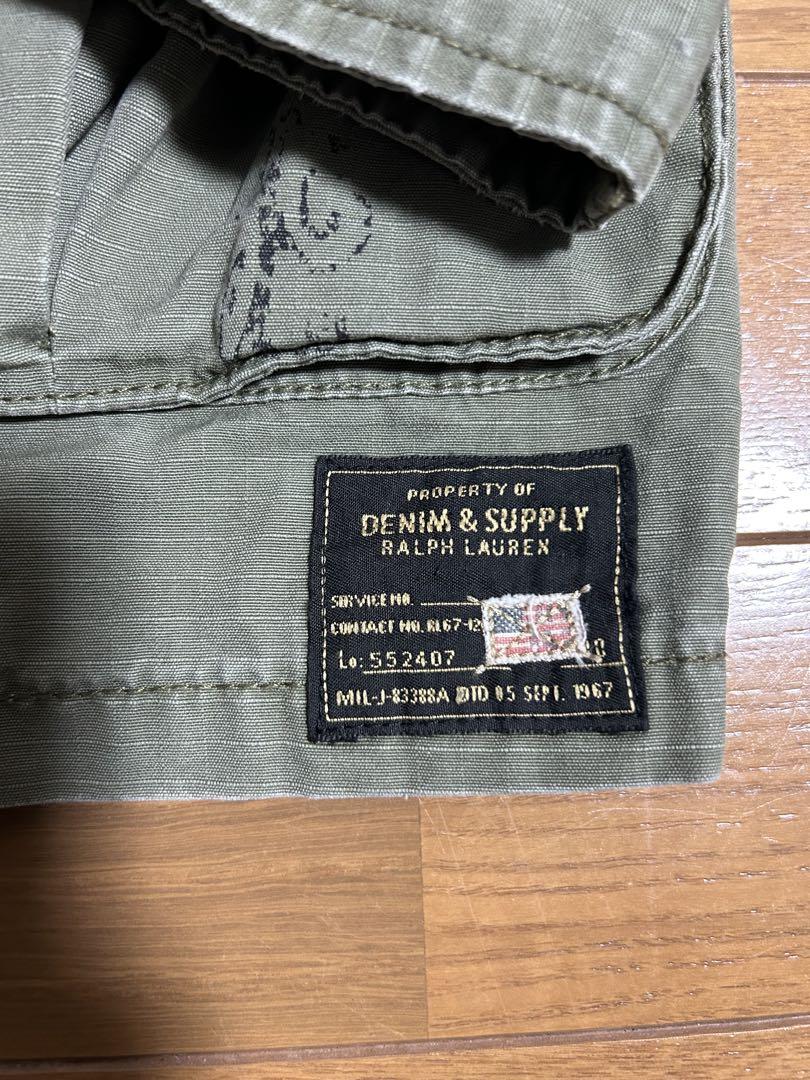 PROPERTY OF
DENIM & SUPPLY
RALPH LAUREN
SERVICE NO.
CONTACT NO. RL67-12
Lo: 552407
MIL-J-83388A DTD 05 SEPT. 1967